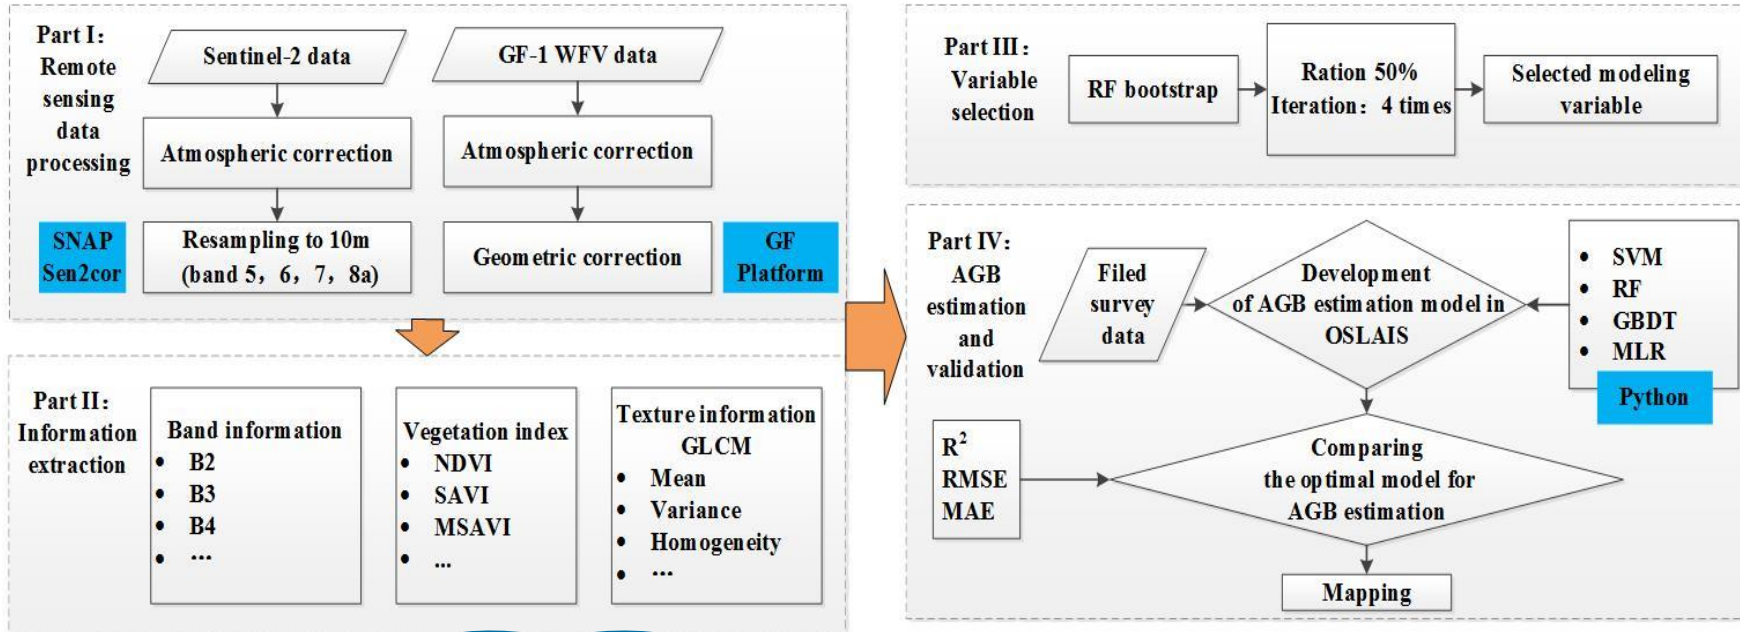 Part I：
Remote
sensing
data
processing
Sentinel-2 data
GF-1 WFV data
Atmospheric correction
Atmospheric correction
SNAP
Sen2cor
Resampling to 10m
(band 5，6，7，8a)
Geometric correction
GF
Platform
Part II：
Information
extraction
Band information
• B2
• B3
• B4
• ...
Vegetation index
• NDVI
• SAVI
• MSAVI
• ...
Texture information
GLCM
• Mean
• Variance
• Homogeneity
• ...
Part III：
Variable
selection
RF bootstrap
Ration 50%
Iteration：4 times
Selected modeling
variable
Part IV：
AGB
estimation
and
validation
Filed
survey
data
Development
of AGB estimation model in
OSLAIS
• SVM
• RF
• GBDT
• MLR
Python
R²
RMSE
MAE
Comparing
the optimal model for
AGB estimation
Mapping